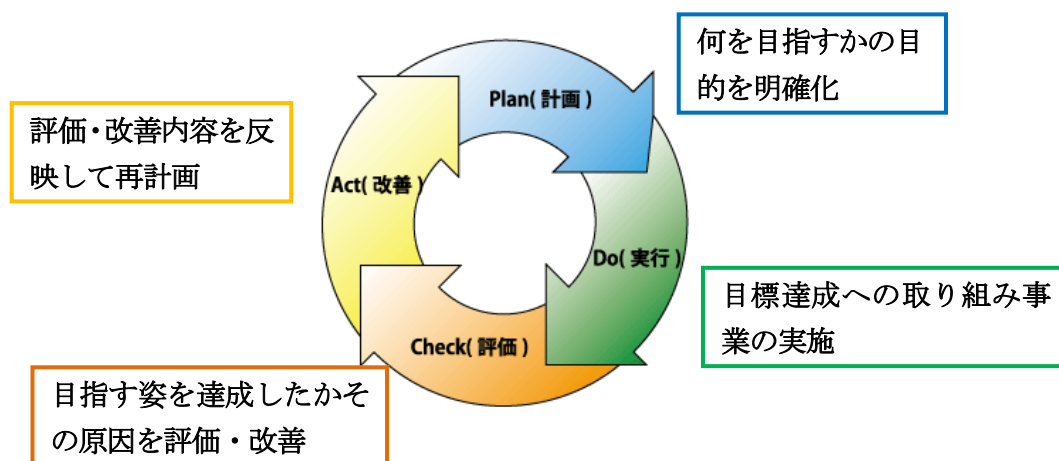 何を目指すかの目
的を明確化
Plan( 計画 )
評価・改善内容を反
映して再計画
Act( 改善 )
Do( 実行 )
目標達成への取り組み事
業の実施
Check( 評価 )
目指す姿を達成したかそ
の原因を評価・改善